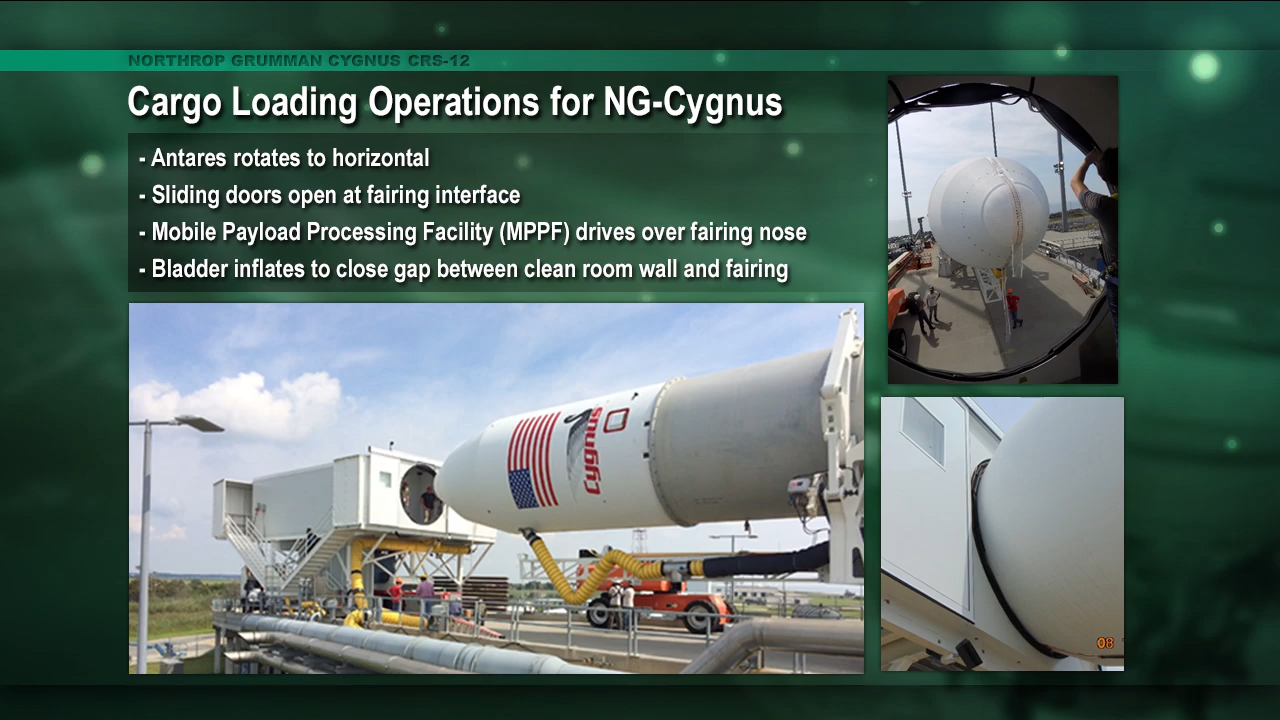 NORTHROP GRUMMAN CYGNUS CRS-12
Cargo Loading Operations for NG-Cygnus
- Antares rotates to horizontal
- Sliding doors open at fairing interface
- Mobile Payload Processing Facility (MPPF) drives over fairing nose
- Bladder inflates to close gap between clean room wall and fairing
Cygnus
08